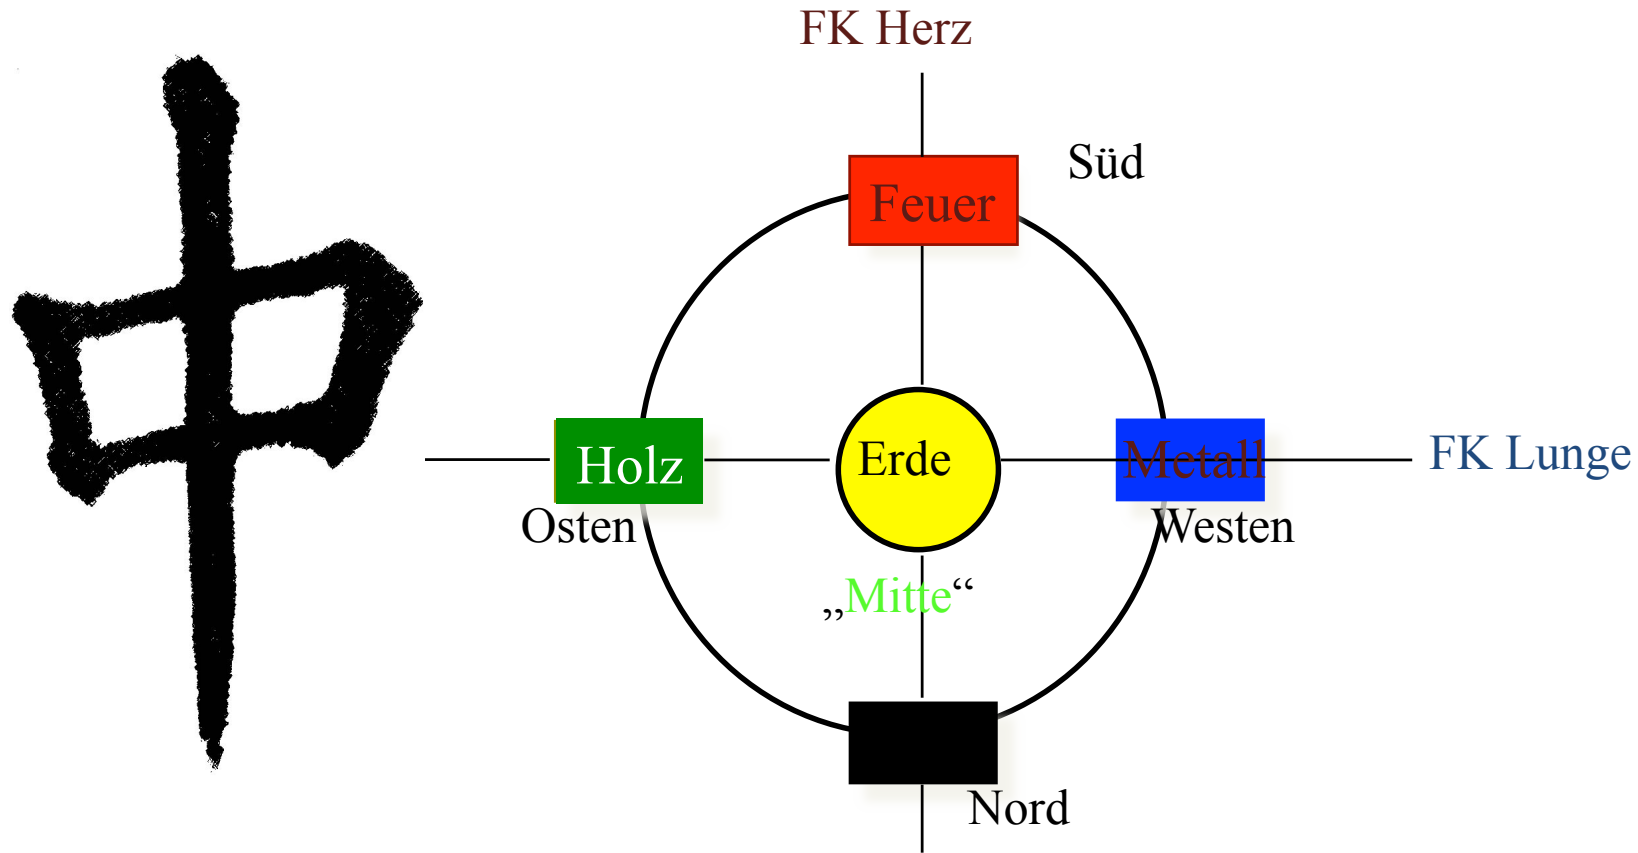 中
FK Herz
Süd
Feuer
Holz
Erde
Metall
FK Lunge
Osten
Westen
„Mitte“
Nord